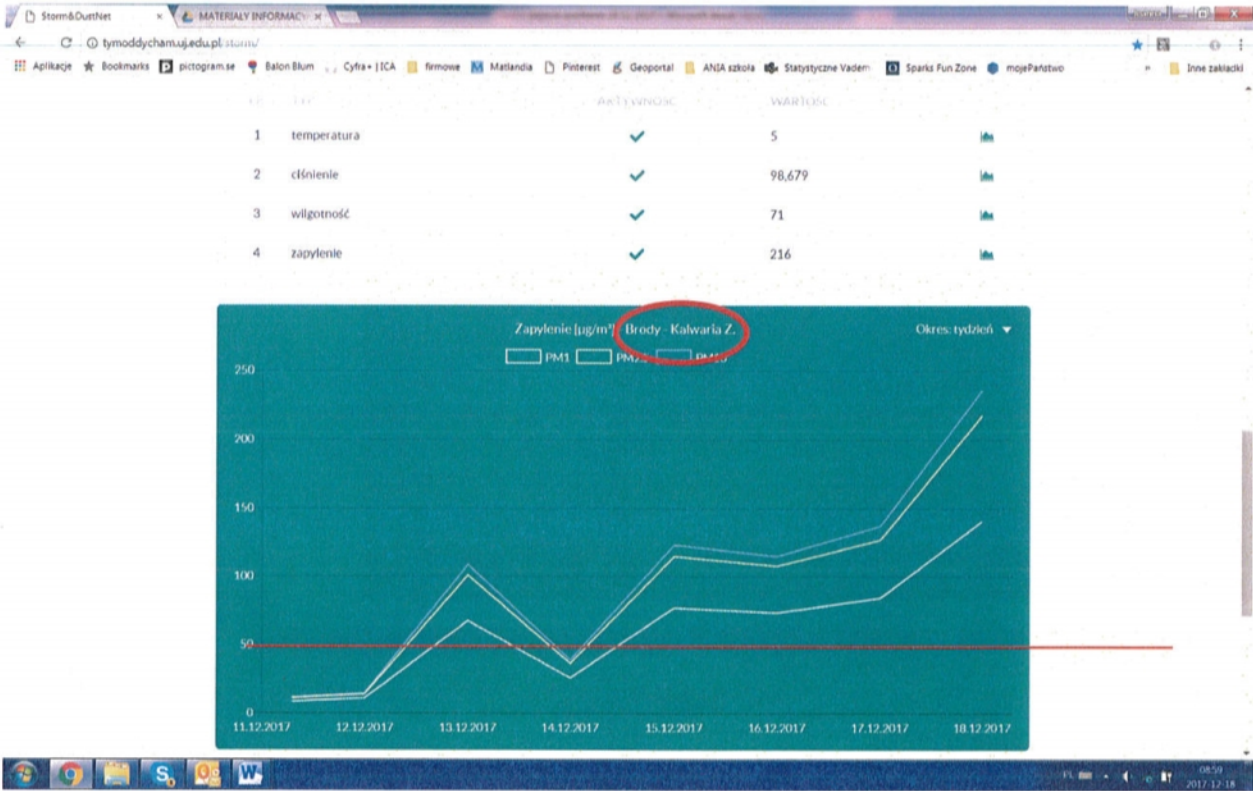 Storm&DustNet
MATERIAŁY INFORMACY
tymoddycham.uj.edu.pl/storm/
Aplikacje Bookmarks pictogram.se Balon Blum Cyfra+ | ICA firmowe Matlandia Pinterest Geoportal ANIA szkoła Statystyczne Vadem Sparks Fun Zone mojePaństwo » Inne zakładki
AKTYWNOŚĆ WARTOŚĆ
1 temperatura 5
2 ciśnienie 98,679
3 wilgotność 71
4 zapylenie 216
Zapylenie [µg/m³] Brody - Kalwaria Z. Okres: tydzień
PM1
250
200
150
100
50
0
11.12.2017 12.12.2017 13.12.2017 14.12.2017 15.12.2017 16.12.2017 17.12.2017 18.12.2017
PL 08:59
2017-12-18